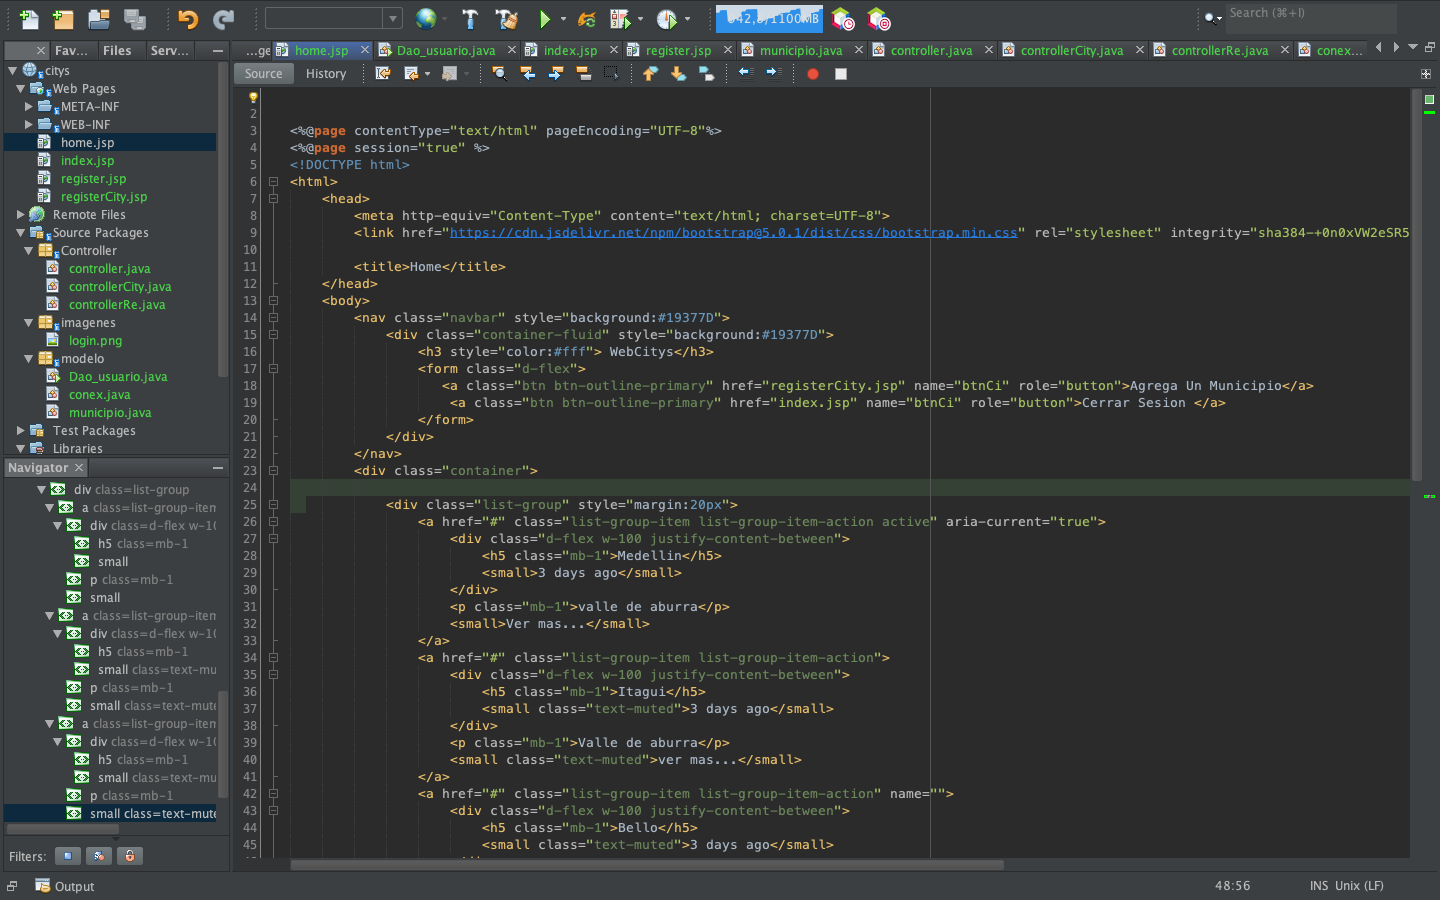 542,8/1100MB
Search (⌘+I)
Fav... Files Serv...
...ge home.jsp Dao_usuario.java index.jsp register.jsp municipio.java controller.java controllerCity.java controllerRe.java conex...
Source History
citys
Web Pages
META-INF
WEB-INF
home.jsp
index.jsp
register.jsp
registerCity.jsp
Remote Files
Source Packages
Controller
controller.java
controllerCity.java
controllerRe.java
imagenes
login.png
modelo
Dao_usuario.java
conex.java
municipio.java
Test Packages
Libraries
Navigator
div class=list-group
a class=list-group-item
div class=d-flex w-10
h5 class=mb-1
small
p class=mb-1
small
a class=list-group-item
div class=d-flex w-10
h5 class=mb-1
small class=text-mu
p class=mb-1
small class=text-mute
a class=list-group-item
div class=d-flex w-10
h5 class=mb-1
small class=text-mu
p class=mb-1
small class=text-mute
Filters:
2
3 <%@page contentType="text/html" pageEncoding="UTF-8"%>
4 <%@page session="true" %>
5 <!DOCTYPE html>
6 <html>
7 <head>
8 <meta http-equiv="Content-Type" content="text/html; charset=UTF-8">
9 <link href="https://cdn.jsdelivr.net/npm/bootstrap@5.0.1/dist/css/bootstrap.min.css" rel="stylesheet" integrity="sha384-+0n0xVW2eSR5
10
11 <title>Home</title>
12 </head>
13 <body>
14 <nav class="navbar" style="background:#19377D">
15 <div class="container-fluid" style="background:#19377D">
16 <h3 style="color:#fff"> WebCitys</h3>
17 <form class="d-flex">
18 <a class="btn btn-outline-primary" href="registerCity.jsp" name="btnCi" role="button">Agrega Un Municipio</a>
19 <a class="btn btn-outline-primary" href="index.jsp" name="btnCi" role="button">Cerrar Sesion </a>
20 </form>
21 </div>
22 </nav>
23 <div class="container">
24
25 <div class="list-group" style="margin:20px">
26 <a href="#" class="list-group-item list-group-item-action active" aria-current="true">
27 <div class="d-flex w-100 justify-content-between">
28 <h5 class="mb-1">Medellin</h5>
29 <small>3 days ago</small>
30 </div>
31 <p class="mb-1">valle de aburra</p>
32 <small>Ver mas...</small>
33 </a>
34 <a href="#" class="list-group-item list-group-item-action">
35 <div class="d-flex w-100 justify-content-between">
36 <h5 class="mb-1">Itagui</h5>
37 <small class="text-muted">3 days ago</small>
38 </div>
39 <p class="mb-1">Valle de aburra</p>
40 <small class="text-muted">ver mas...</small>
41 </a>
42 <a href="#" class="list-group-item list-group-item-action" name="">
43 <div class="d-flex w-100 justify-content-between">
44 <h5 class="mb-1">Bello</h5>
45 <small class="text-muted">3 days ago</small>
Output
48:56 INS Unix (LF)